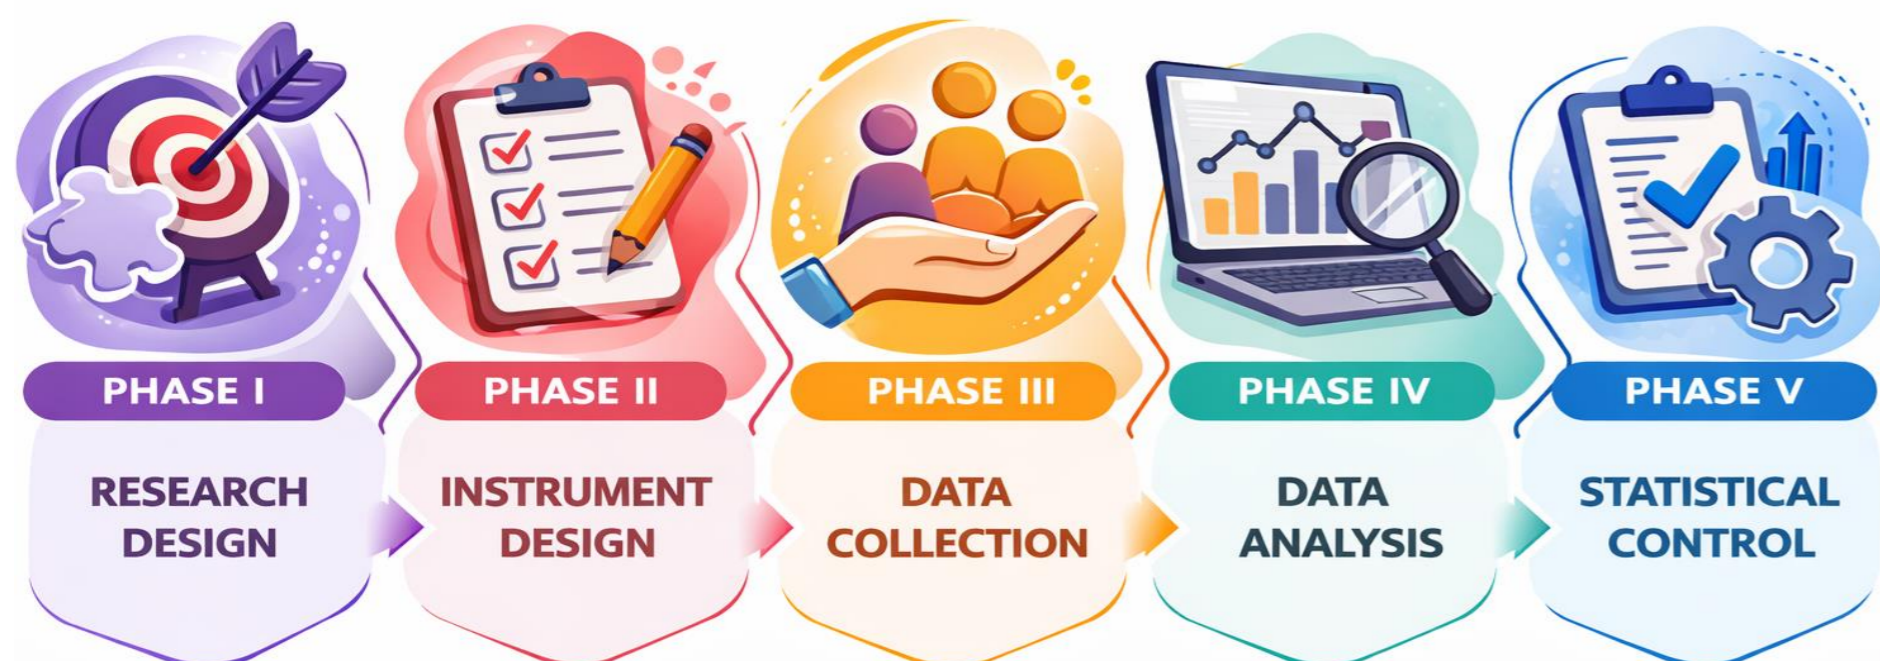 PHASE I
RESEARCH
DESIGN
PHASE II
INSTRUMENT
DESIGN
PHASE III
DATA
COLLECTION
PHASE IV
DATA
ANALYSIS
PHASE V
STATISTICAL
CONTROL